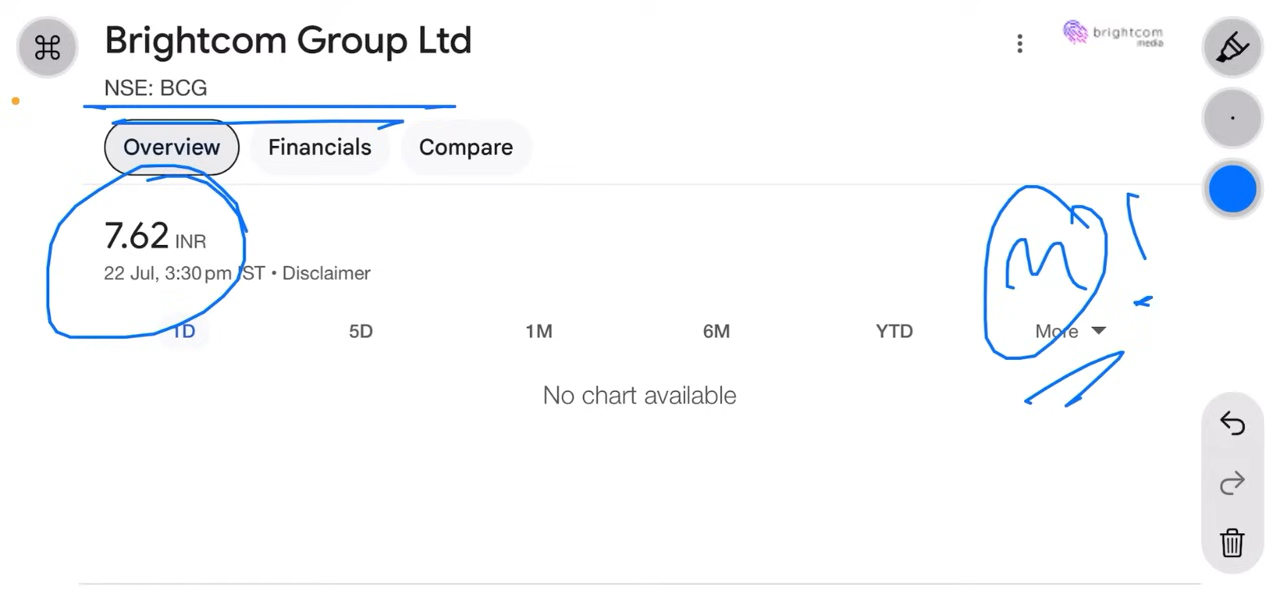 Brightcom Group Ltd
brightcom
media
NSE: BCG
Overview Financials Compare
7.62 INR
22 Jul, 3:30 pm IST • Disclaimer
M !
1D 5D 1M 6M YTD More
No chart available